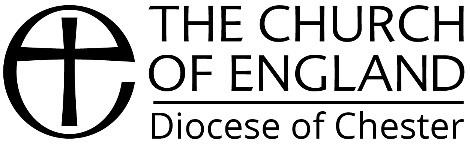 THE CHURCH
OF ENGLAND
Diocese of Chester